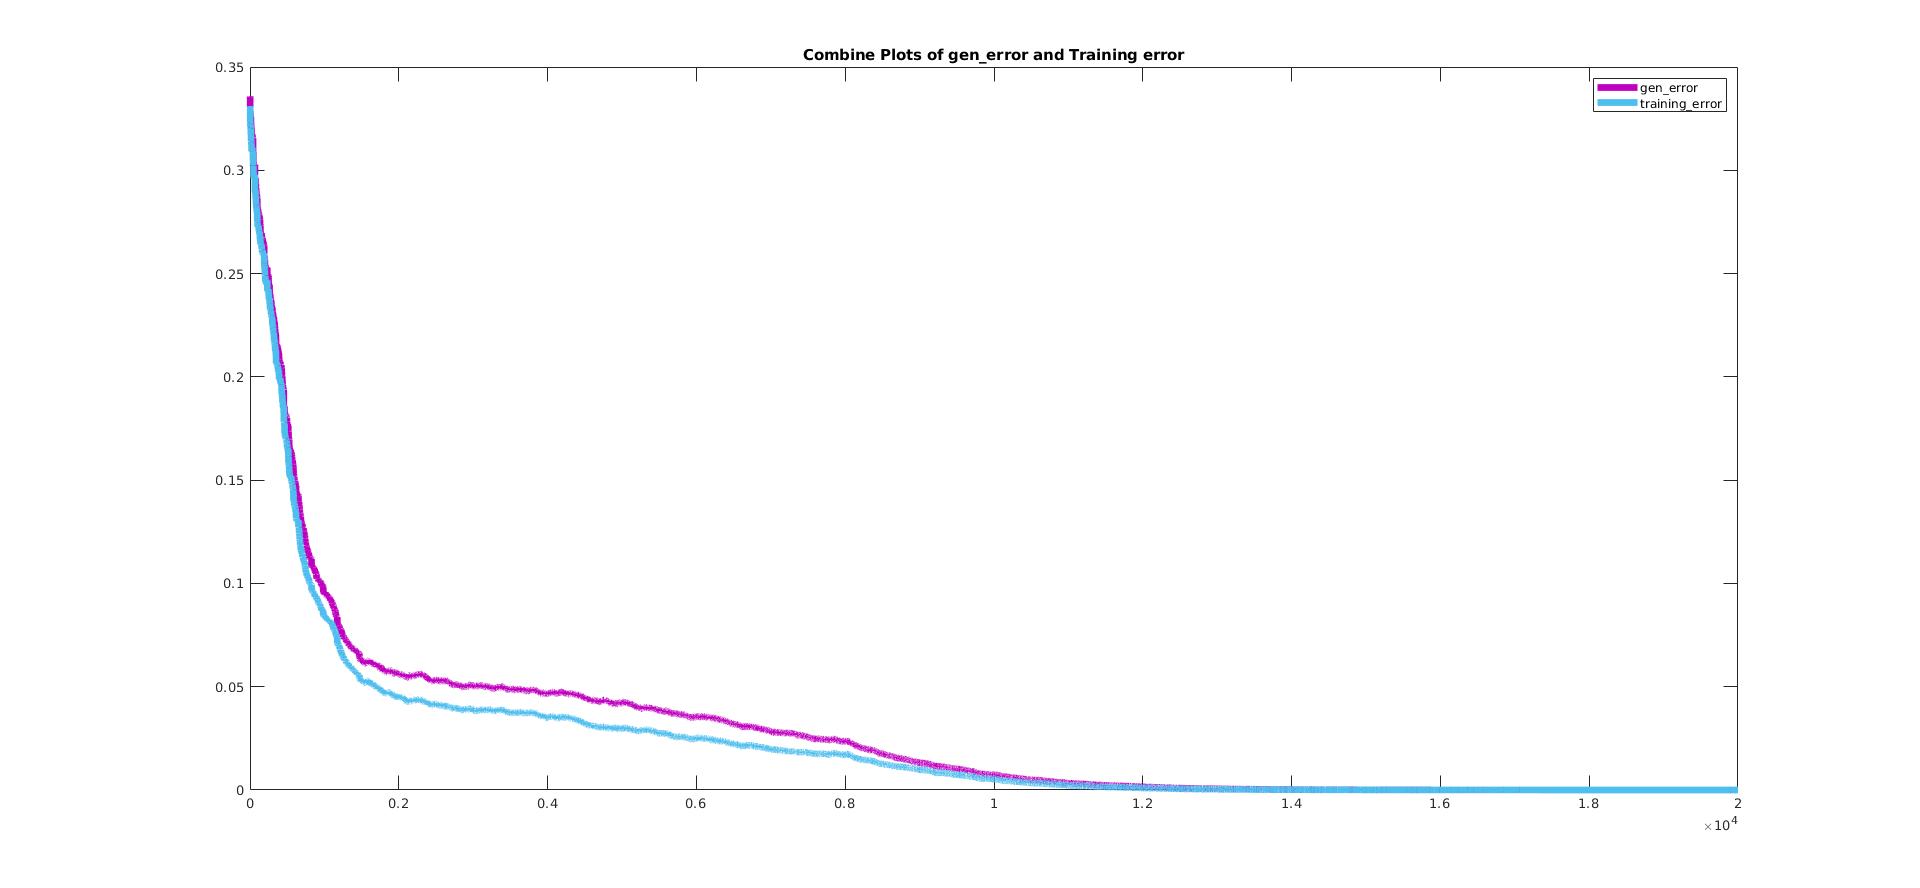 Combine Plots of gen_error and Training error
gen_error
training_error
0.35
0.3
0.25
0.2
0.15
0.1
0.05
0
0 0.2 0.4 0.6 0.8 1 1.2 1.4 1.6 1.8 2
×10⁴